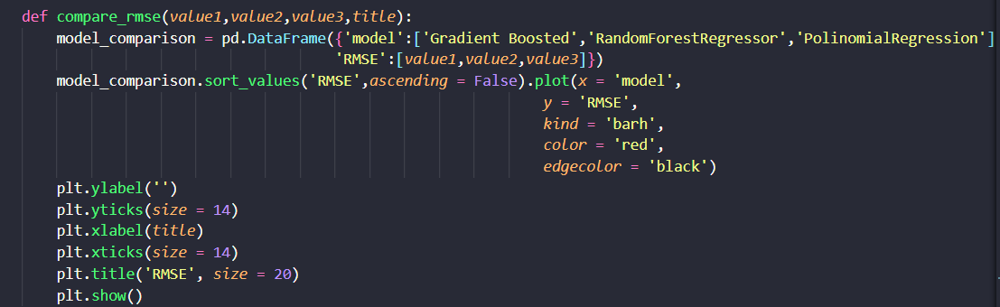 def compare_rmse(value1,value2,value3,title):
    model_comparison = pd.DataFrame({'model':['Gradient Boosted','RandomForestRegressor','PolinomialRegression']
                                    'RMSE':[value1,value2,value3]})
    model_comparison.sort_values('RMSE',ascending = False).plot(x = 'model',
                                                            y = 'RMSE',
                                                            kind = 'barh',
                                                            color = 'red',
                                                            edgecolor = 'black')
    plt.ylabel('')
    plt.yticks(size = 14)
    plt.xlabel(title)
    plt.xticks(size = 14)
    plt.title('RMSE', size = 20)
    plt.show()